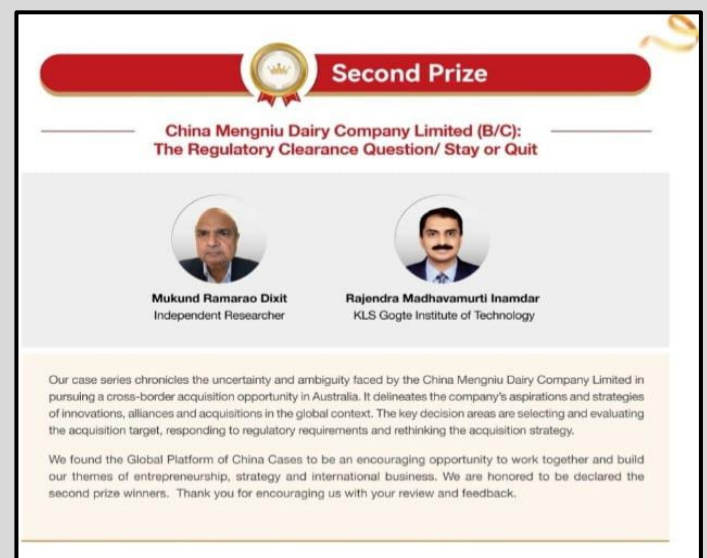 Second Prize
China Mengniu Dairy Company Limited (B/C):
The Regulatory Clearance Question/ Stay or Quit
Mukund Ramarao Dixit
Independent Researcher
Rajendra Madhavamurti Inamdar
KLS Gogte Institute of Technology
Our case series chronicles the uncertainty and ambiguity faced by the China Mengniu Dairy Company Limited in
pursuing a cross-border acquisition opportunity in Australia. It delineates the company's aspirations and strategies
of innovations, alliances and acquisitions in the global context. The key decision areas are selecting and evaluating
the acquisition target, responding to regulatory requirements and rethinking the acquisition strategy.
We found the Global Platform of China Cases to be an encouraging opportunity to work together and build
our themes of entrepreneurship, strategy and international business. We are honored to be declared the
second prize winners. Thank you for encouraging us with your review and feedback.